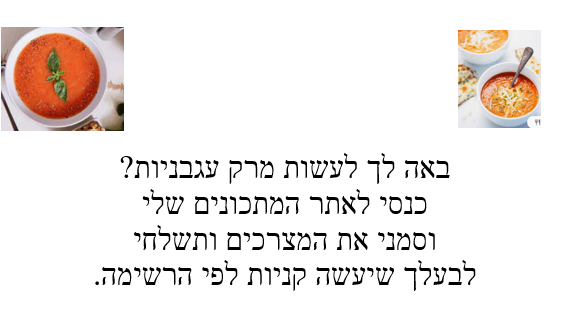 באה לך לעשות מרק עגבניות?
כנסי לאתר המתכונים שלי
וסמני את המצרכים ותשלחי
לבעלך שיעשה קניות לפי הרשימה.